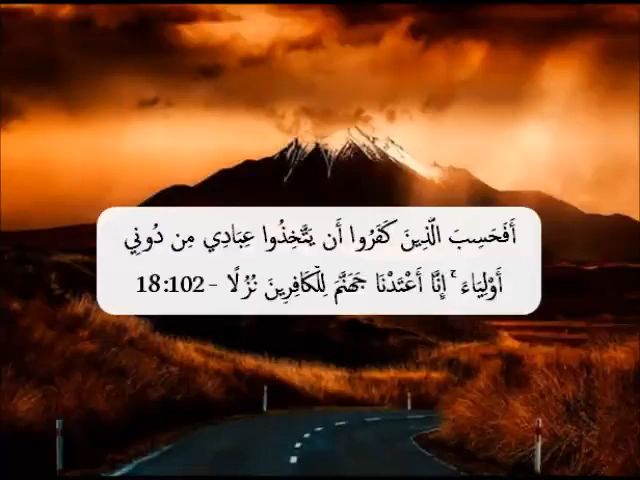 أَفَحَسِبَ الَّذِينَ كَفَرُوا أَن يَتَّخِذُوا عِبَادِي مِن دُونِي
أَوْلِيَاءَ ۚ إِنَّا أَعْتَدْنَا جَهَنَّمَ لِلْكَافِرِينَ نُزُلًا - 18:102